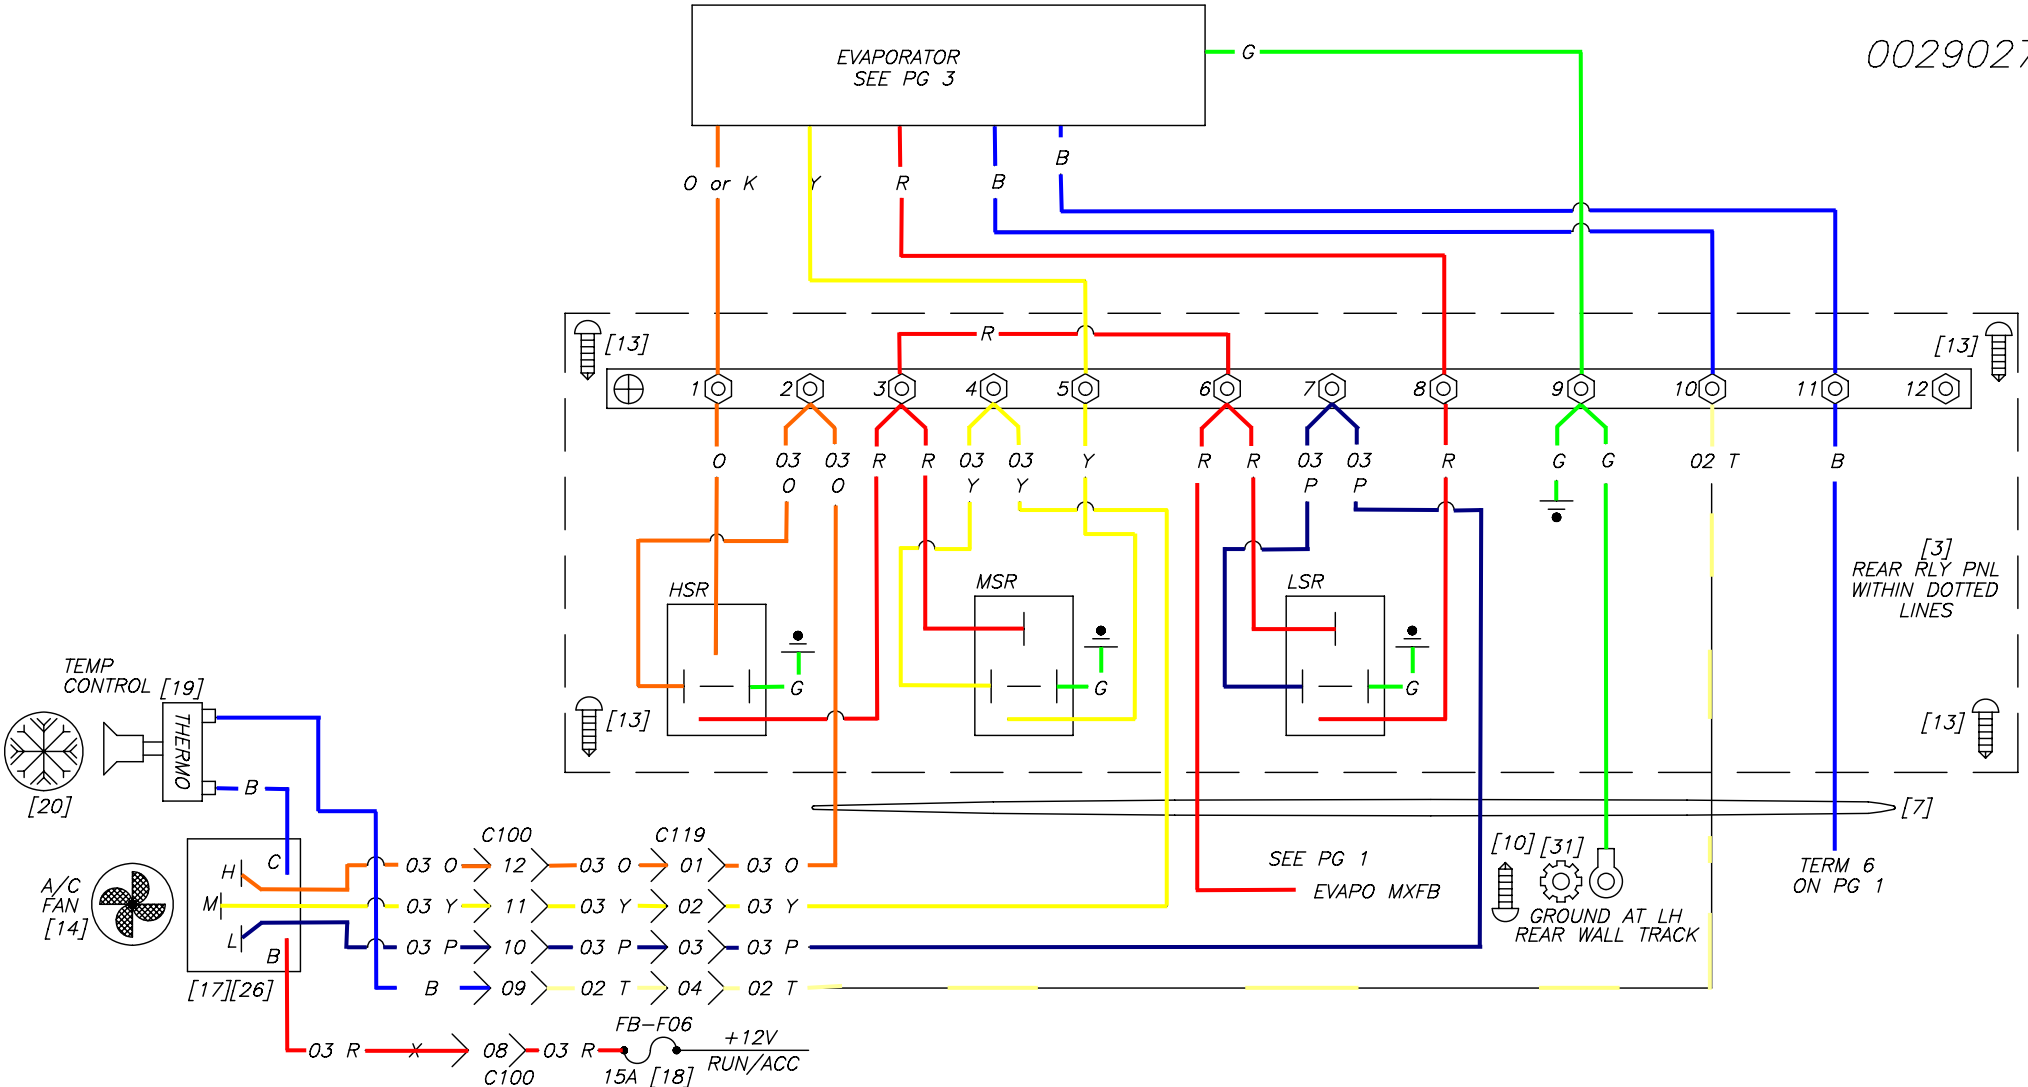 EVAPORATOR
SEE PG 3
G
0029027
O or K
Y
R
B
B
[13]
R
[13]
1
2
3
4
5
6
7
8
9
10
11
12
O
03
O
03
O
R
R
03
Y
03
Y
Y
R
R
03
P
03
P
R
G
G
02 T
B
HSR
MSR
LSR
G
G
G
[3]
REAR RLY PNL
WITHIN DOTTED
LINES
[13]
[13]
TEMP
CONTROL [19]
THERMO
B
[20]
[7]
A/C
FAN
[14]
H
C
M
L
B
[17][26]
C100
C119
03 O
12
03 O
01
03 O
03 Y
11
03 Y
02
03 Y
03 P
10
03 P
03
03 P
B
09
02 T
04
02 T
SEE PG 1
EVAPO MXFB
[10] [31]
GROUND AT LH
REAR WALL TRACK
TERM 6
ON PG 1
FB-F06
+12V
03 R
X
08
03 R
RUN/ACC
C100
15A [18]